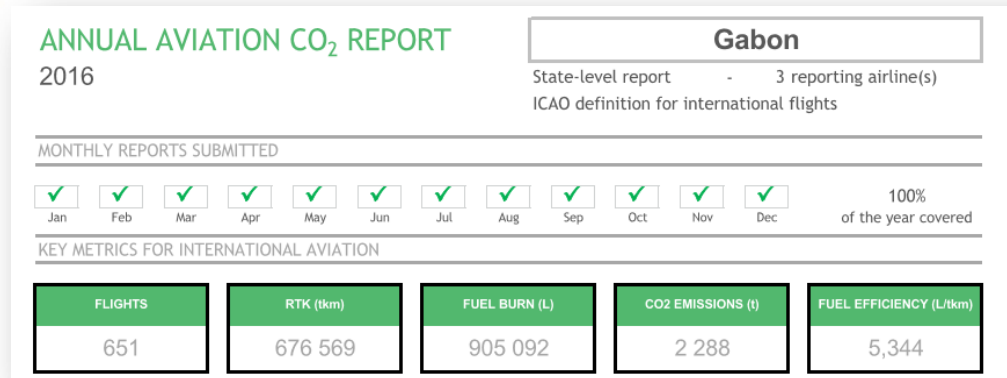 ANNUAL AVIATION CO₂ REPORT
2016
Gabon
State-level report - 3 reporting airline(s)
ICAO definition for international flights
MONTHLY REPORTS SUBMITTED
✓ ✓ ✓ ✓ ✓ ✓ ✓ ✓ ✓ ✓ ✓ ✓ 100%
Jan Feb Mar Apr May Jun Jul Aug Sep Oct Nov Dec of the year covered
KEY METRICS FOR INTERNATIONAL AVIATION
FLIGHTS RTK (tkm) FUEL BURN (L) CO2 EMISSIONS (t) FUEL EFFICIENCY (L/tkm)
651 676 569 905 092 2 288 5,344